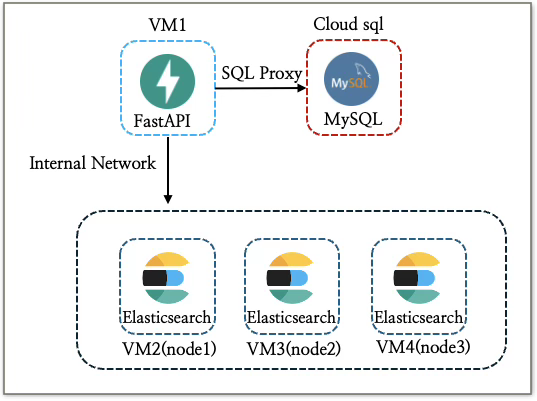 VM1
Cloud sql
SQL Proxy
MySQL
FastAPI
MySQL
Internal Network
Elasticsearch
Elasticsearch
Elasticsearch
VM2(node1)
VM3(node2)
VM4(node3)